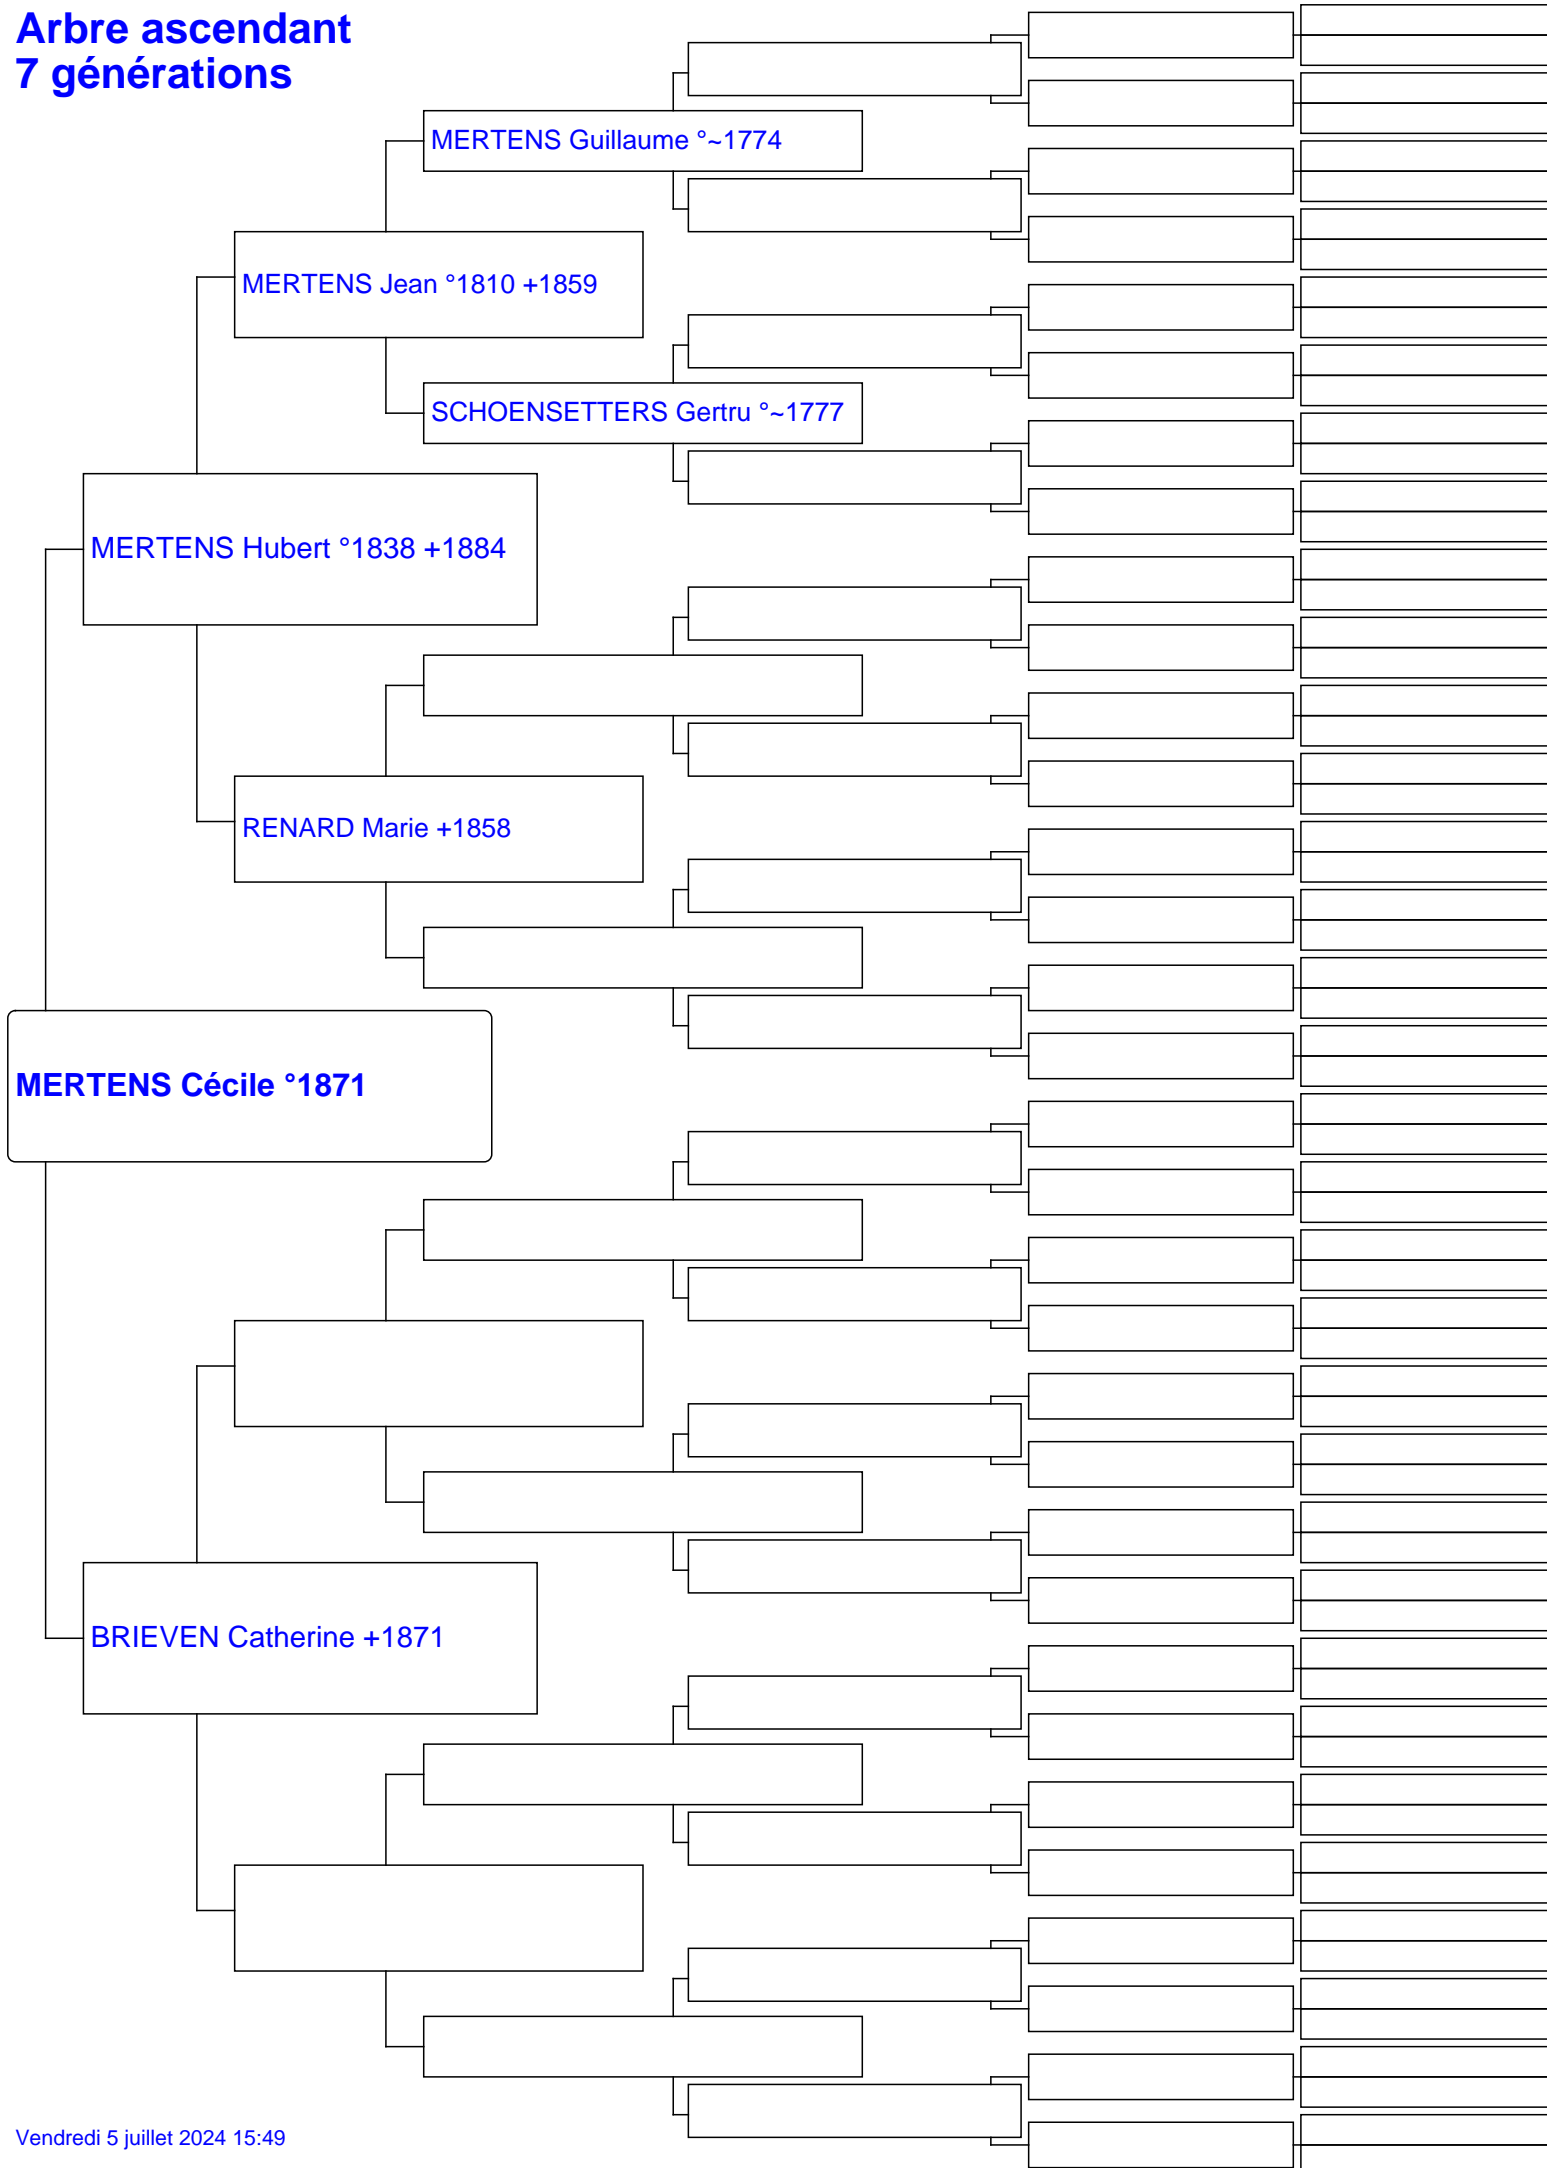 Arbre ascendant
7 générations
MERTENS Guillaume °~1774
MERTENS Jean °1810 +1859
SCHOENSETTERS Gertru °~1777
MERTENS Hubert °1838 +1884
RENARD Marie +1858
MERTENS Cécile °1871
BRIEVEN Catherine +1871
Vendredi 5 juillet 2024 15:49